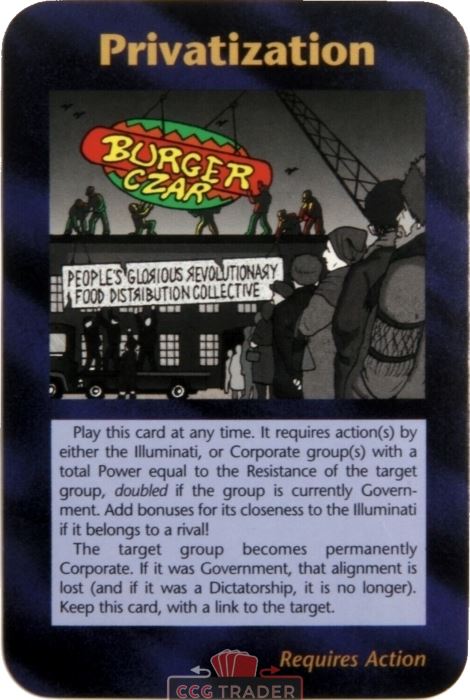 Privatization
BURGER
CZAR
PEOPLE'S GLOЯIOUS ЯEVOLUTIONAЯY
FOOD DISTRIBUTION COLLECTIVE
Play this card at any time. It requires action(s) by
either the Illuminati, or Corporate group(s) with a
total Power equal to the Resistance of the target
group, doubled if the group is currently Govern-
ment. Add bonuses for its closeness to the Illuminati
if it belongs to a rival!
The target group becomes permanently
Corporate. If it was Government, that alignment is
lost (and if it was a Dictatorship, it is no longer).
Keep this card, with a link to the target.
Requires Action
CCG TRADER